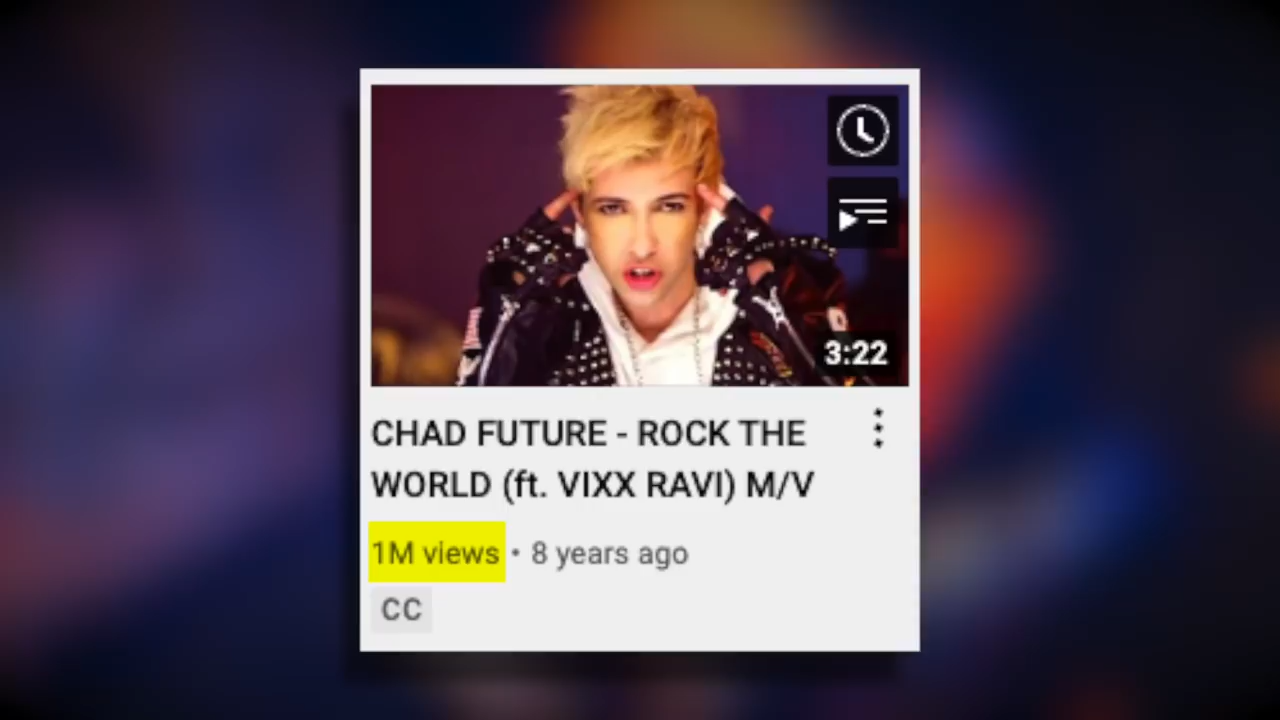 3:22
CHAD FUTURE - ROCK THE
WORLD (ft. VIXX RAVI) M/V
1M views • 8 years ago
CC